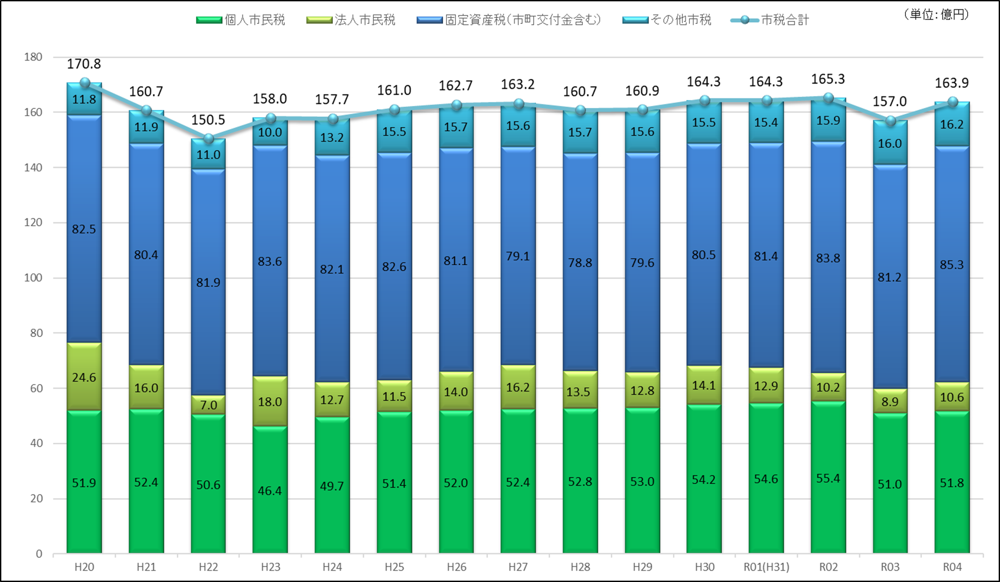 個人市民税 法人市民税 固定資産税(市町交付金含む) その他市税 市税合計 (単位:億円)
180
170.8 160.7 150.5 158.0 157.7 161.0 162.7 163.2 160.7 160.9 164.3 164.3 165.3 157.0 163.9
160
11.8 11.9 11.0 10.0 13.2 15.5 15.7 15.6 15.7 15.6 15.5 15.4 15.9 16.0 16.2
140
120
82.5 80.4 81.9 83.6 82.1 82.6 81.1 79.1 78.8 79.6 80.5 81.4 83.8 81.2 85.3
100
80
24.6 16.0 7.0 18.0 12.7 11.5 14.0 16.2 13.5 12.8 14.1 12.9 10.2 8.9 10.6
60
40
51.9 52.4 50.6 46.4 49.7 51.4 52.0 52.4 52.8 53.0 54.2 54.6 55.4 51.0 51.8
20
0
H20 H21 H22 H23 H24 H25 H26 H27 H28 H29 H30 R01(H31) R02 R03 R04